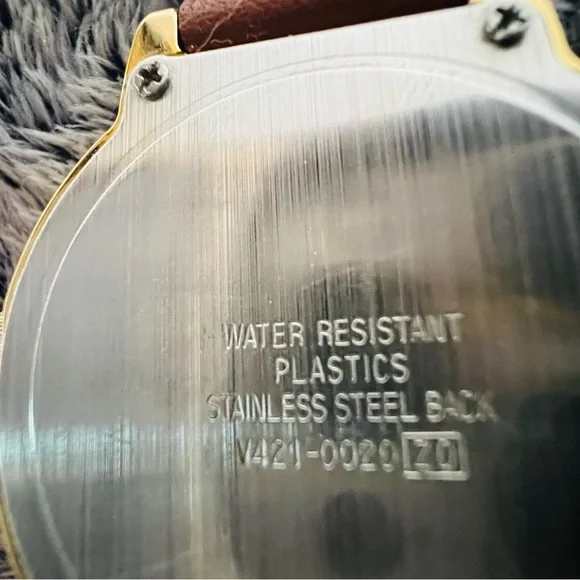 WATER RESISTANT
PLASTICS
STAINLESS STEEL BACK
V421-0020 Z0